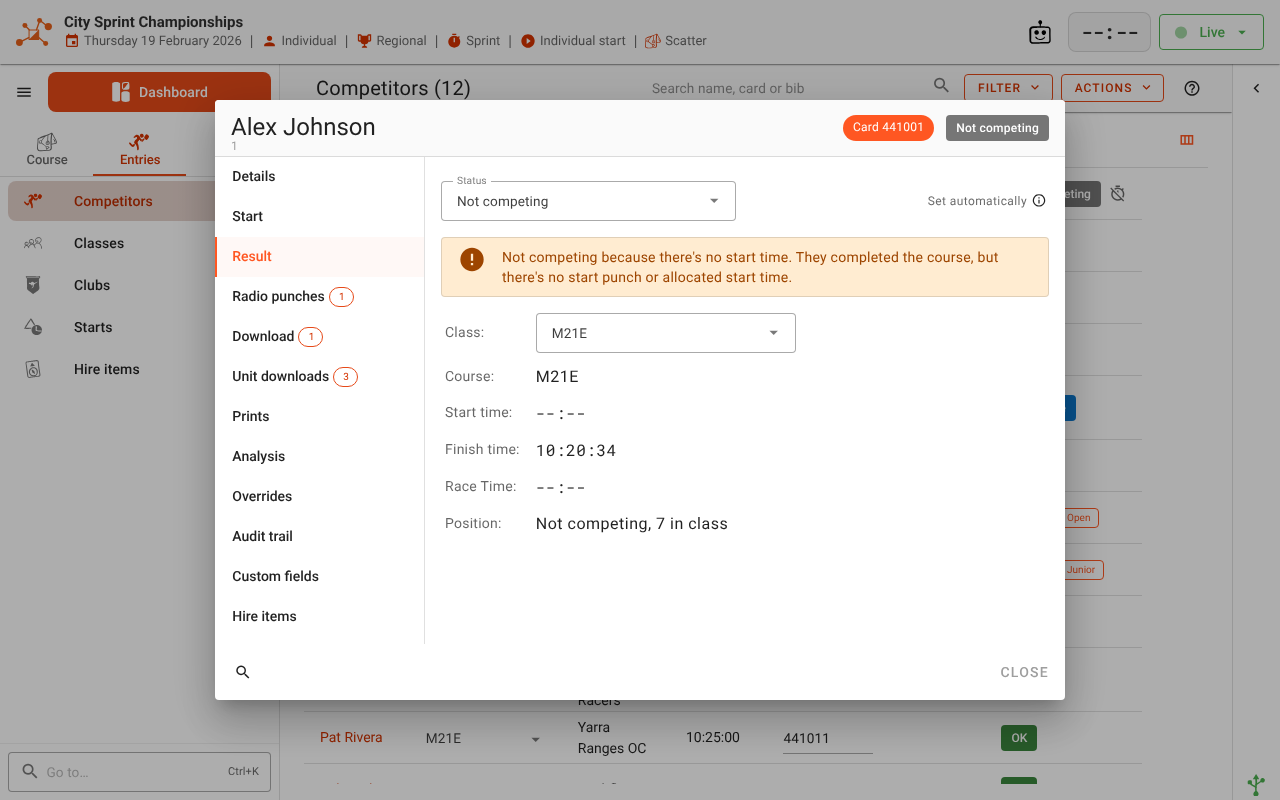 City Sprint Championships
Thursday 19 February 2026 | Individual | Regional | Sprint | Individual start | Scatter
--:--
Live
Dashboard
Competitors (12)
Search name, card or bib
FILTER
ACTIONS
Course
Entries
Competitors
Classes
Clubs
Starts
Hire items
Go to...
Ctrl+K
Alex Johnson
1
Card 441001
Not competing
Details
Start
Result
Radio punches 1
Download 1
Unit downloads 3
Prints
Analysis
Overrides
Audit trail
Custom fields
Hire items
Status
Not competing
Set automatically
Not competing because there's no start time. They completed the course, but
there's no start punch or allocated start time.
Class: M21E
Course: M21E
Start time: --:--
Finish time: 10:20:34
Race Time: --:--
Position: Not competing, 7 in class
CLOSE
eting
Open
Junior
Racers
Pat Rivera M21E Yarra
Ranges OC 10:25:00 441011 OK